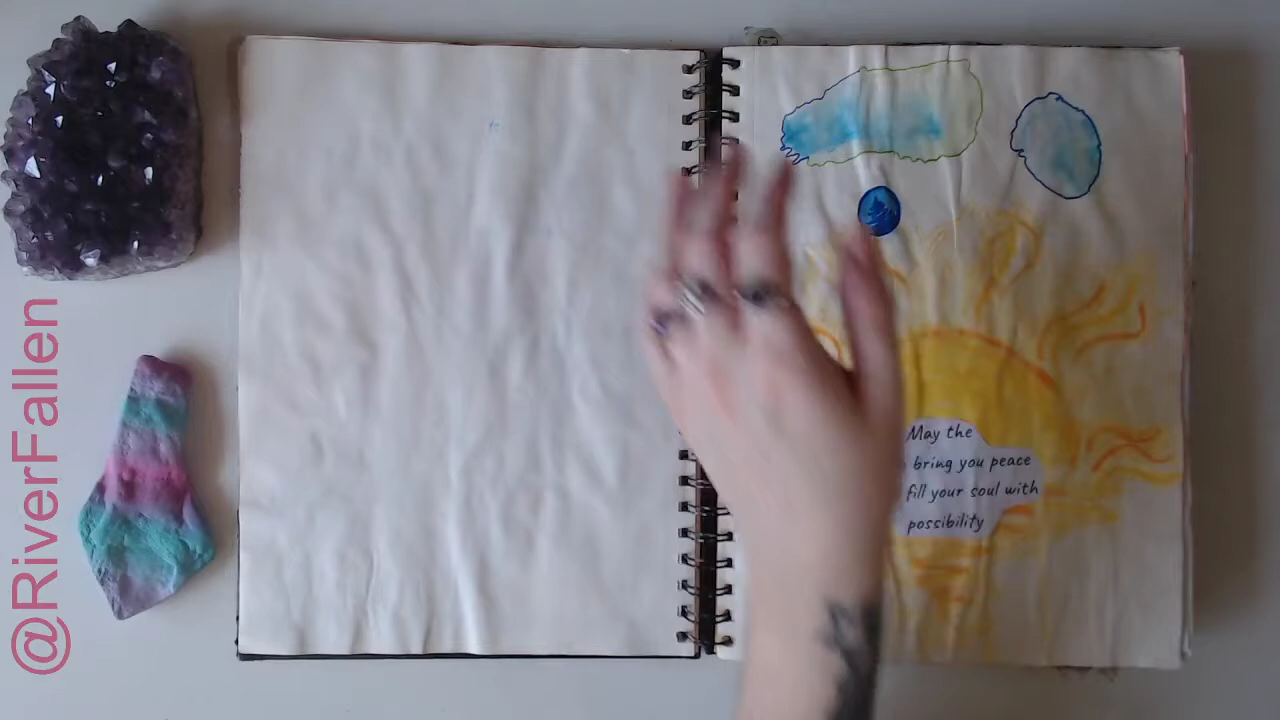 @RiverFallen
May the
bring you peace
fill your soul with
possibility